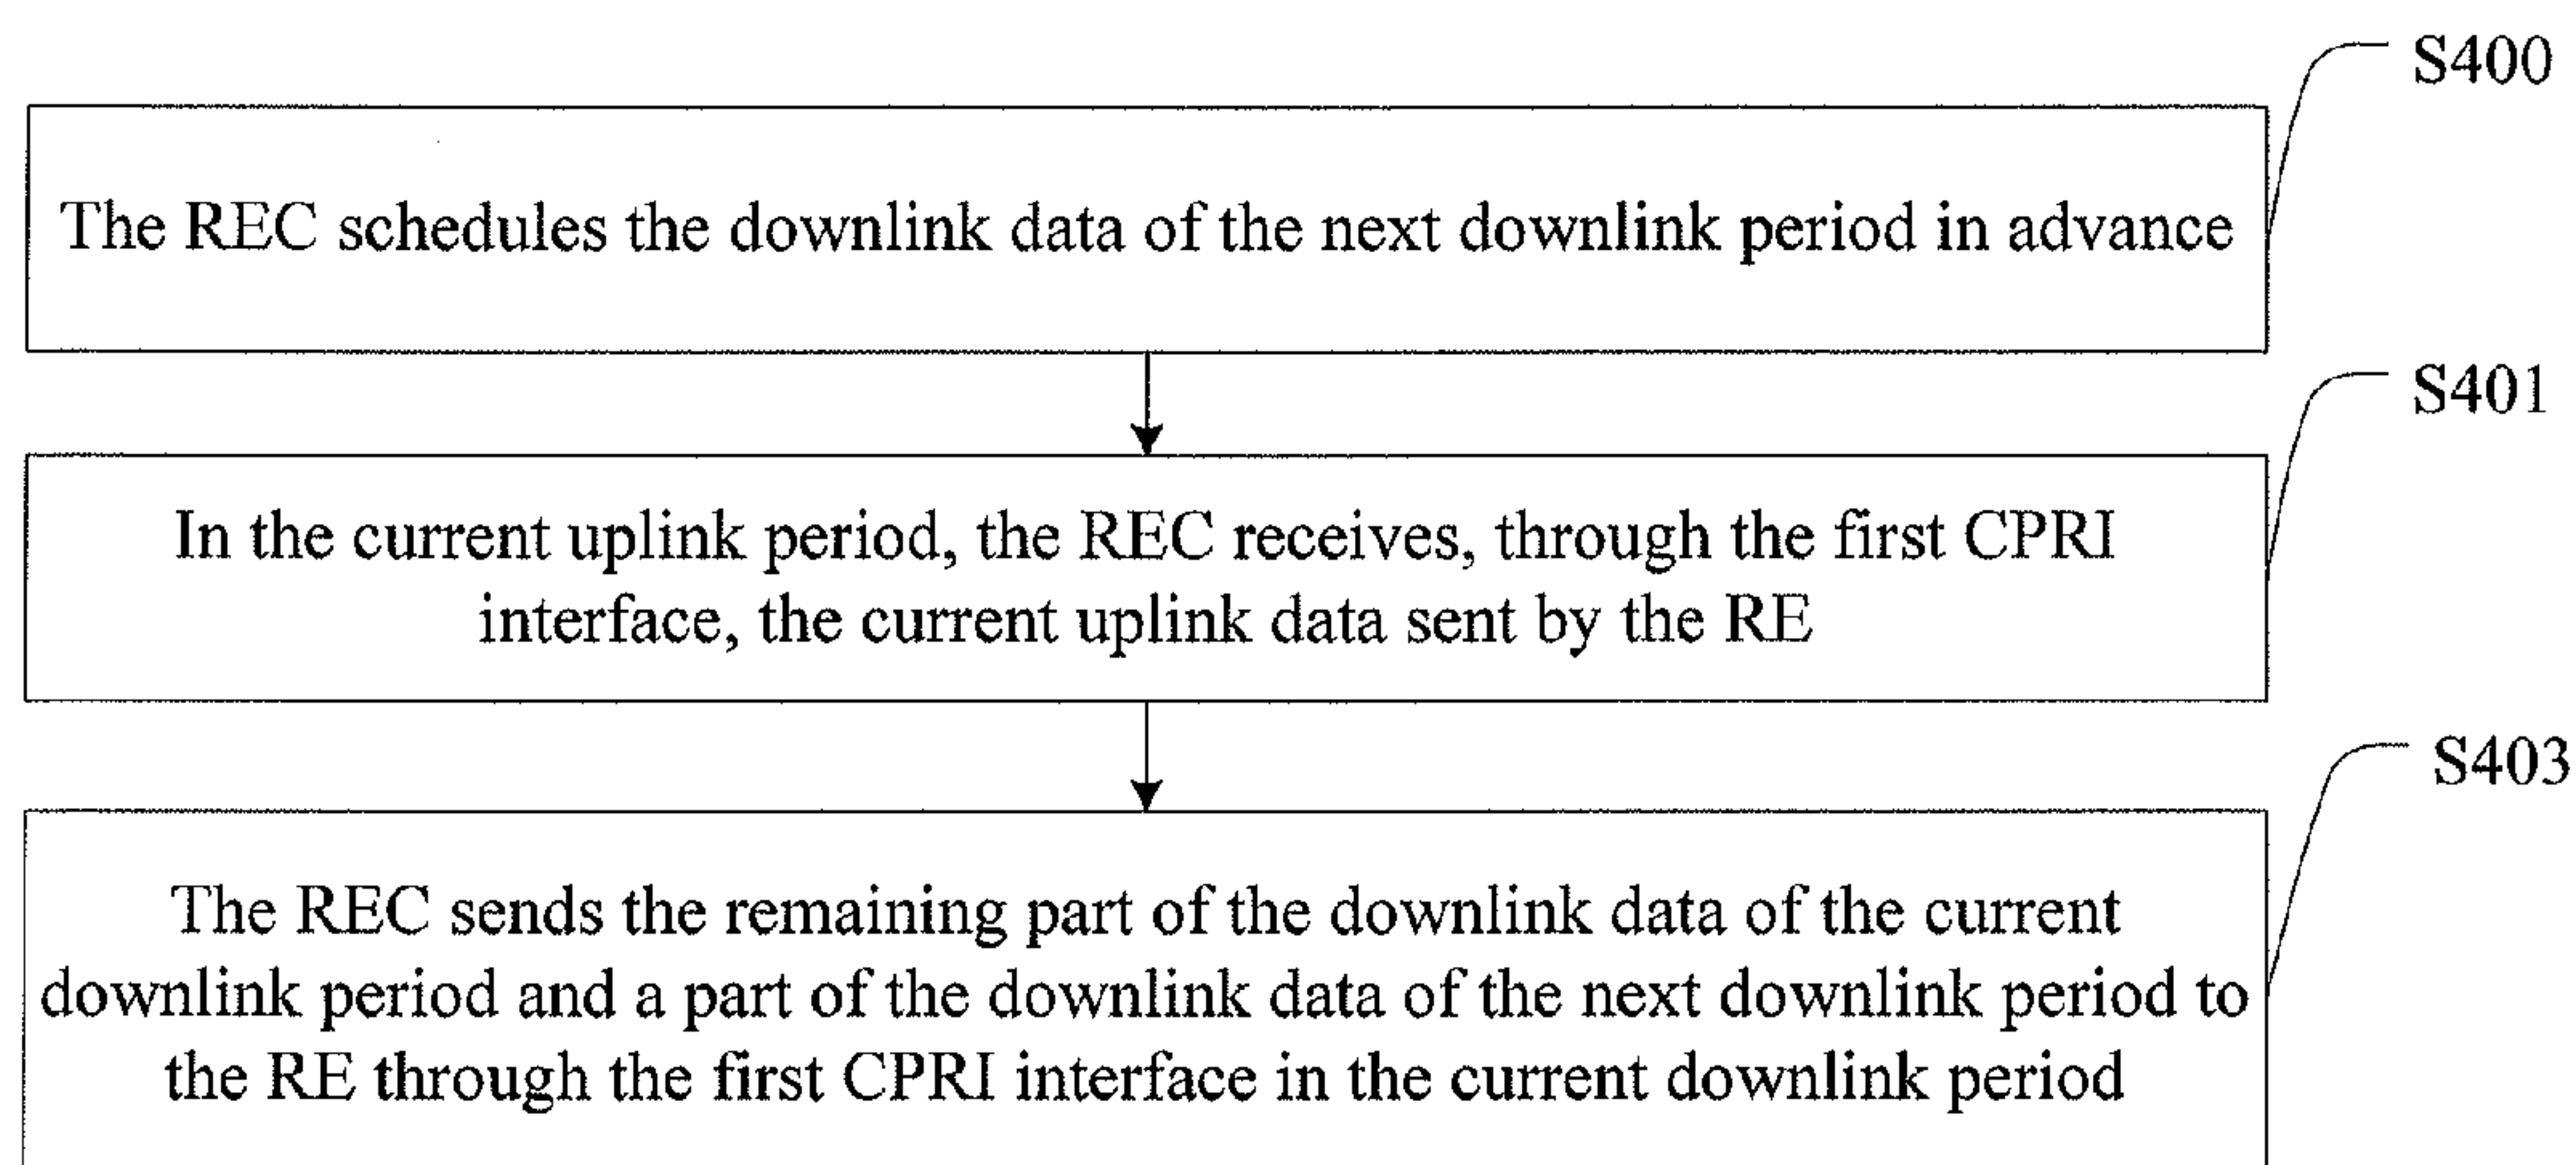 S400
The REC schedules the downlink data of the next downlink period in advance
S401
In the current uplink period, the REC receives, through the first CPRI
interface, the current uplink data sent by the RE
S403
The REC sends the remaining part of the downlink data of the current
downlink period and a part of the downlink data of the next downlink period to
the RE through the first CPRI interface in the current downlink period